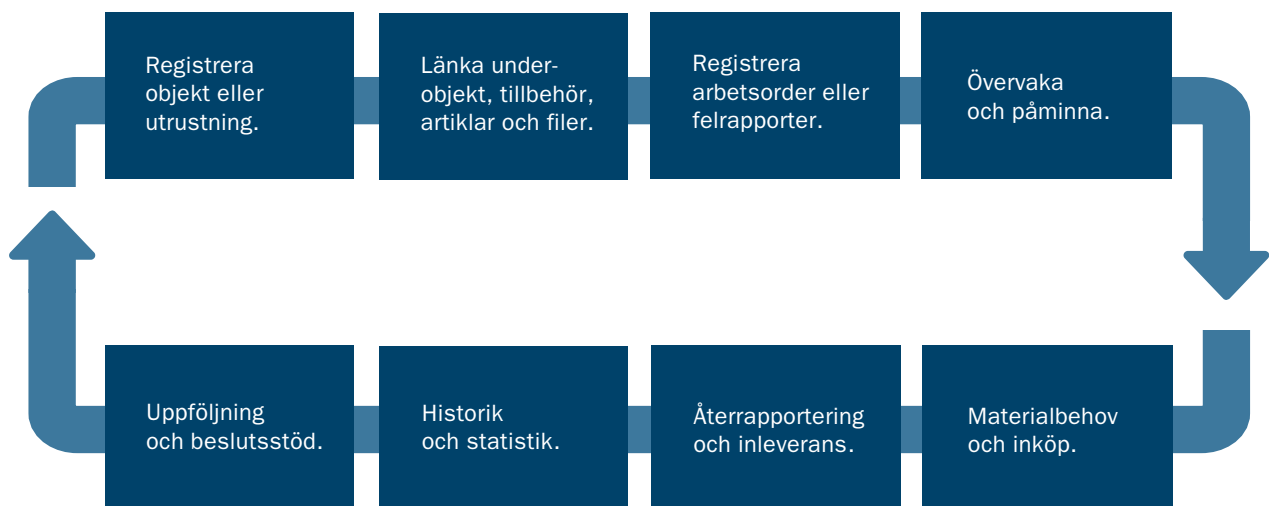 Registrera
objekt eller
utrustning.
Länka under-
objekt, tillbehör,
artiklar och filer.
Registrera
arbetsorder eller
felrapporter.
Övervaka
och påminna.
Uppföljning
och beslutsstöd.
Historik
och statistik.
Återrapportering
och inleverans.
Materialbehov
och inköp.